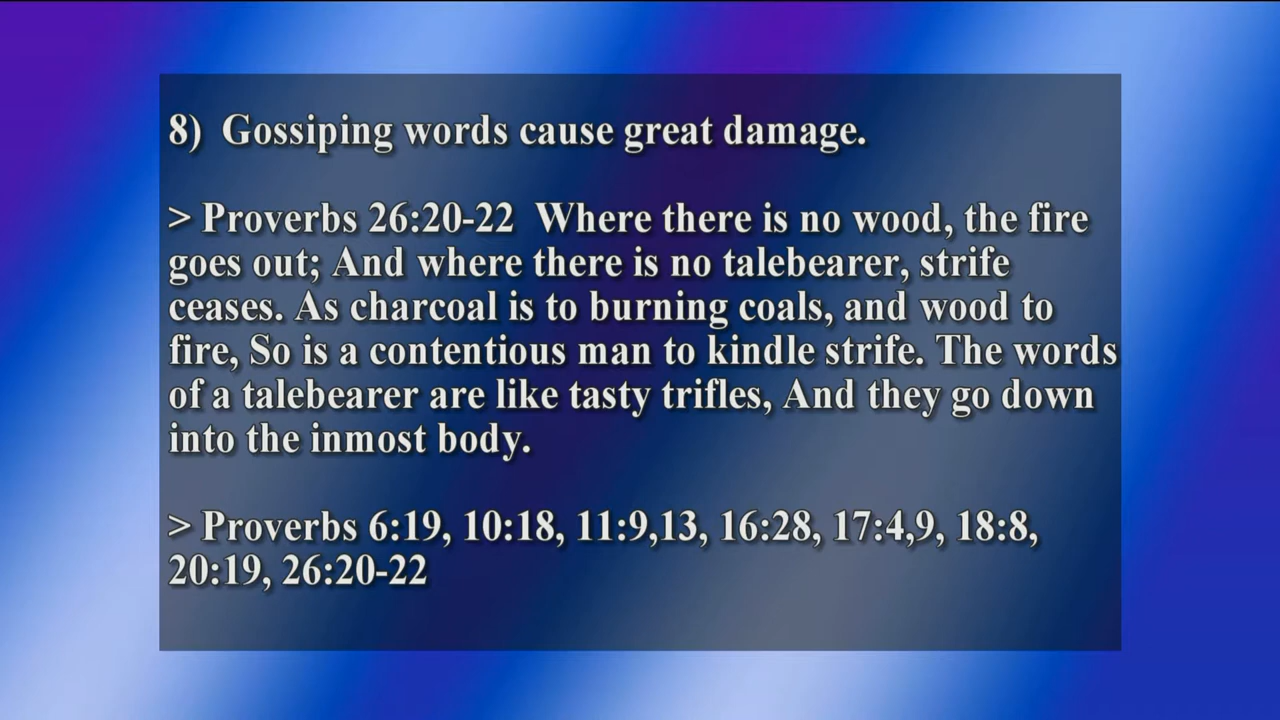 8)  Gossiping words cause great damage.
> Proverbs 26:20-22  Where there is no wood, the fire
goes out; And where there is no talebearer, strife
ceases. As charcoal is to burning coals, and wood to
fire, So is a contentious man to kindle strife. The words
of a talebearer are like tasty trifles, And they go down
into the inmost body.
> Proverbs 6:19, 10:18, 11:9,13, 16:28, 17:4,9, 18:8,
20:19, 26:20-22